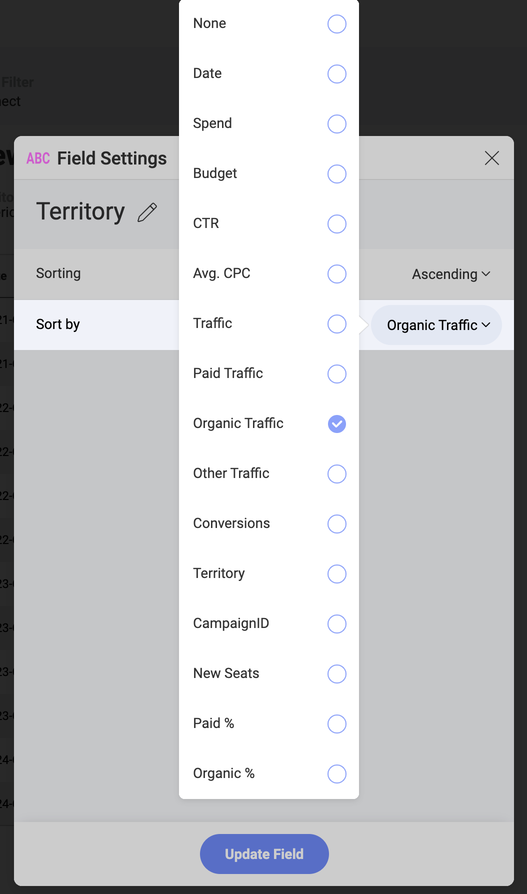 None
Date
Filter
Spend
ABC Field Settings
Budget
Territory
CTR
Sorting
Avg. CPC
Ascending
Sort by
Traffic
Organic Traffic
Paid Traffic
Organic Traffic
Other Traffic
Conversions
Territory
CampaignID
New Seats
Paid %
Organic %
Update Field